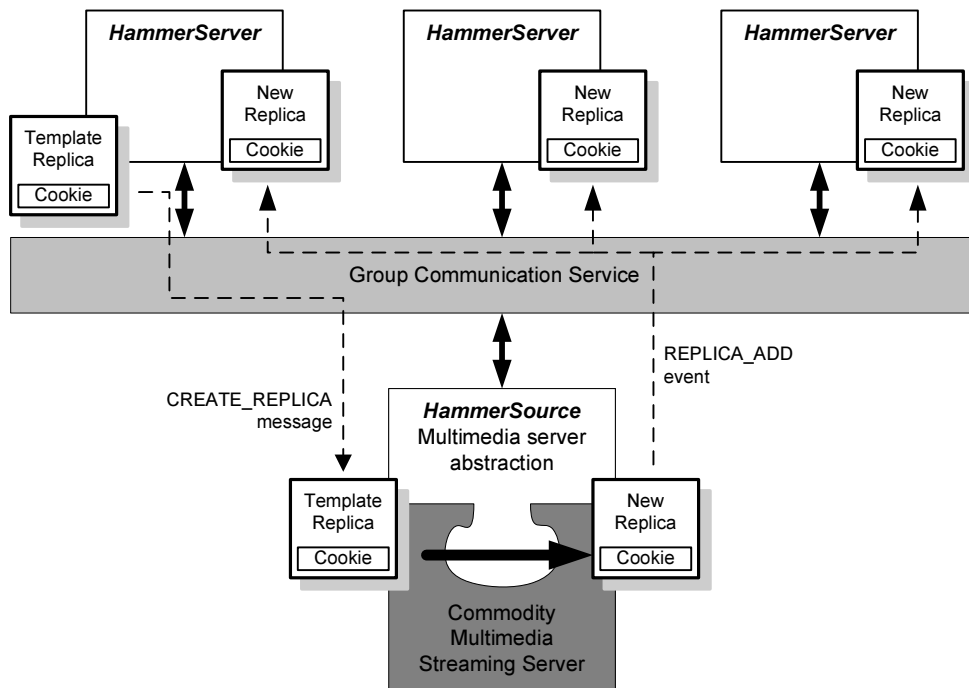 HammerServer
HammerServer
HammerServer
New
Replica
Cookie
New
Replica
Cookie
New
Replica
Cookie
Template
Replica
Cookie
Group Communication Service
REPLICA_ADD
event
CREATE_REPLICA
message
HammerSource
Multimedia server
abstraction
Template
Replica
Cookie
New
Replica
Cookie
Commodity
Multimedia
Streaming Server